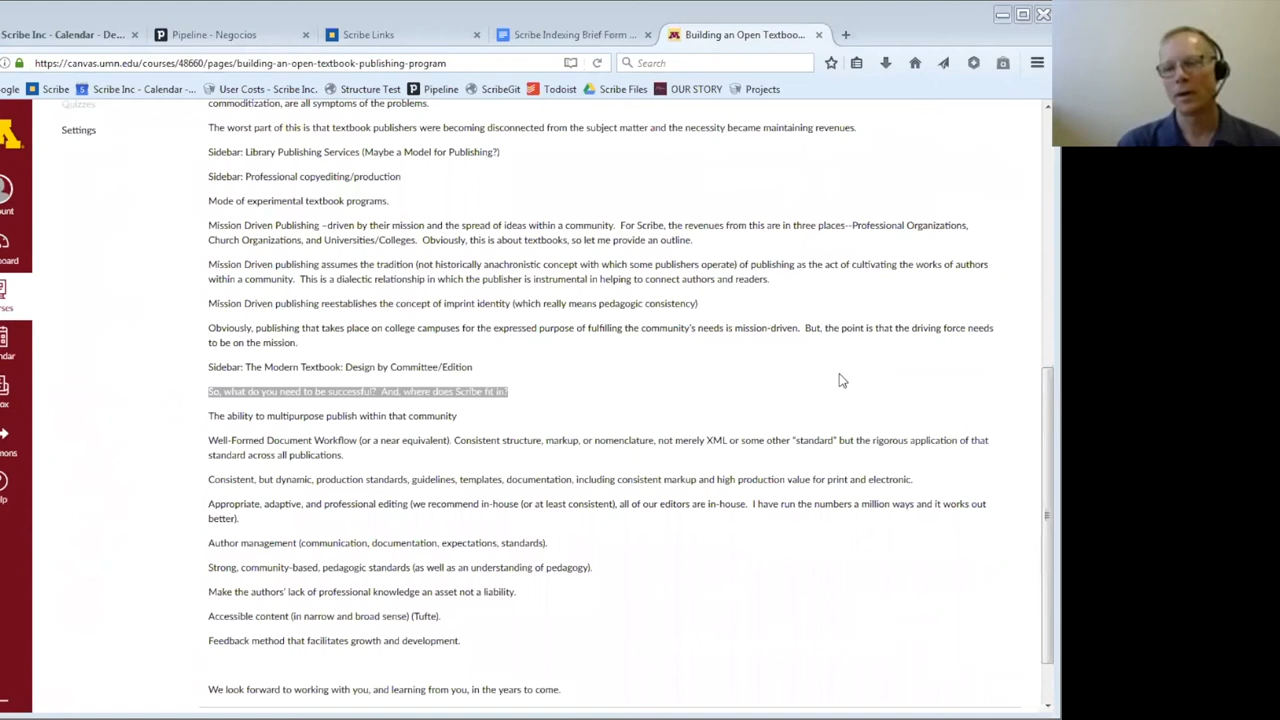 Scribe Inc - Calendar - De...
Pipeline - Negocios
Scribe Links
Scribe Indexing Brief Form ...
Building an Open Textboo...
https://canvas.umn.edu/courses/48660/pages/building-an-open-textbook-publishing-program
Search
ogle
Scribe
Scribe Inc. - Calendar -...
User Costs - Scribe Inc.
Structure Test
Pipeline
ScribeGit
Todoist
Scribe Files
OUR STORY
Projects
Quizzes
Settings
ount
board
rses
ndar
ox
mons
lp
commoditization, are all symptoms of the problems.
The worst part of this is that textbook publishers were becoming disconnected from the subject matter and the necessity became maintaining revenues.
Sidebar: Library Publishing Services (Maybe a Model for Publishing?)
Sidebar: Professional copyediting/production
Mode of experimental textbook programs.
Mission Driven Publishing –driven by their mission and the spread of ideas within a community. For Scribe, the revenues from this are in three places--Professional Organizations,
Church Organizations, and Universities/Colleges. Obviously, this is about textbooks, so let me provide an outline.
Mission Driven publishing assumes the tradition (not historically anachronistic concept with which some publishers operate) of publishing as the act of cultivating the works of authors
within a community. This is a dialectic relationship in which the publisher is instrumental in helping to connect authors and readers.
Mission Driven publishing reestablishes the concept of imprint identity (which really means pedagogic consistency)
Obviously, publishing that takes place on college campuses for the expressed purpose of fulfilling the community's needs is mission-driven. But, the point is that the driving force needs
to be on the mission.
Sidebar: The Modern Textbook: Design by Committee/Edition
So, what do you need to be successful? And, where does Scribe fit in?
The ability to multipurpose publish within that community
Well-Formed Document Workflow (or a near equivalent). Consistent structure, markup, or nomenclature, not merely XML or some other "standard" but the rigorous application of that
standard across all publications.
Consistent, but dynamic, production standards, guidelines, templates, documentation, including consistent markup and high production value for print and electronic.
Appropriate, adaptive, and professional editing (we recommend in-house (or at least consistent), all of our editors are in-house. I have run the numbers a million ways and it works out
better).
Author management (communication, documentation, expectations, standards).
Strong, community-based, pedagogic standards (as well as an understanding of pedagogy).
Make the authors' lack of professional knowledge an asset not a liability.
Accessible content (in narrow and broad sense) (Tufte).
Feedback method that facilitates growth and development.
We look forward to working with you, and learning from you, in the years to come.